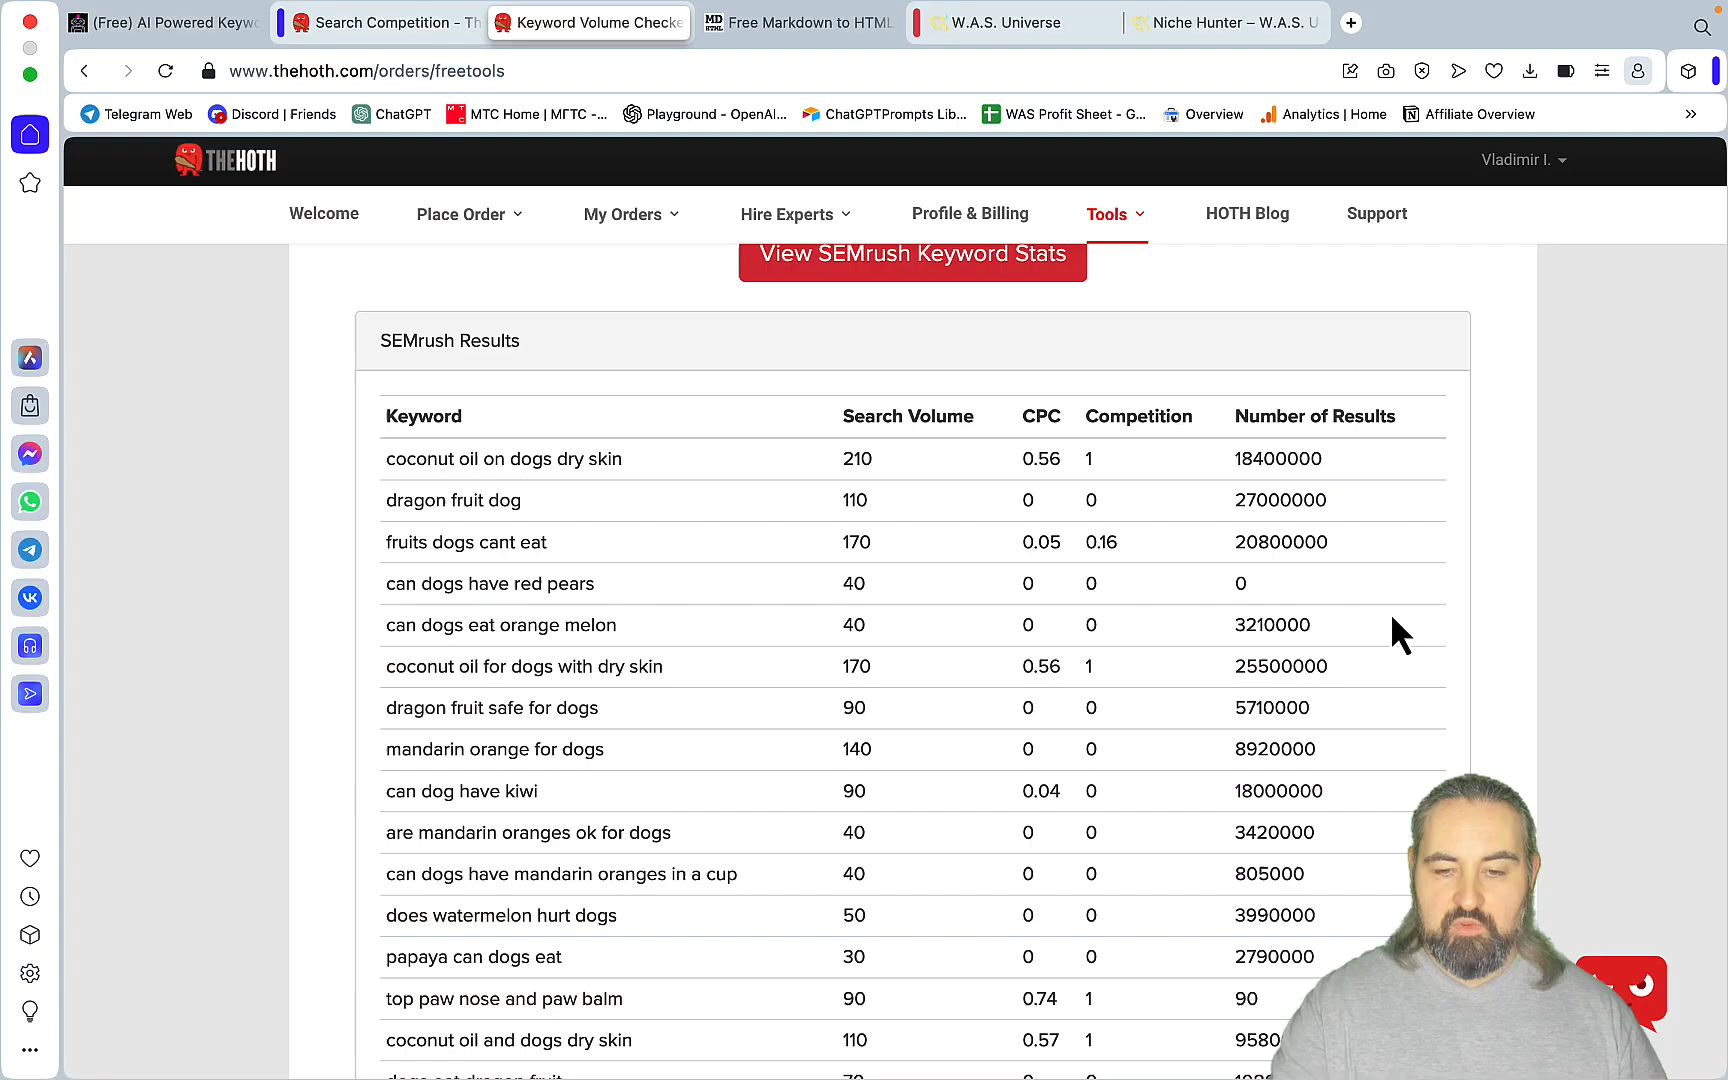 (Free) AI Powered Keyw
Search Competition - Th
Keyword Volume Checke
Free Markdown to HTML
W.A.S. Universe
Niche Hunter – W.A.S. U
www.thehoth.com/orders/freetools
Telegram Web
Discord | Friends
ChatGPT
MTC Home | МГТС -...
Playground - OpenAI...
ChatGPTPrompts Lib...
WAS Profit Sheet - G...
Overview
Analytics | Home
Affiliate Overview
THEHOTH
Vladimir I.
Welcome
Place Order
My Orders
Hire Experts
Profile & Billing
Tools
HOTH Blog
Support
View SEMrush Keyword Stats
SEMrush Results
Keyword Search Volume CPC Competition Number of Results
coconut oil on dogs dry skin 210 0.56 1 18400000
dragon fruit dog 110 0 0 27000000
fruits dogs cant eat 170 0.05 0.16 20800000
can dogs have red pears 40 0 0 0
can dogs eat orange melon 40 0 0 3210000
coconut oil for dogs with dry skin 170 0.56 1 25500000
dragon fruit safe for dogs 90 0 0 5710000
mandarin orange for dogs 140 0 0 8920000
can dog have kiwi 90 0.04 0 18000000
are mandarin oranges ok for dogs 40 0 0 3420000
can dogs have mandarin oranges in a cup 40 0 0 805000
does watermelon hurt dogs 50 0 0 3990000
papaya can dogs eat 30 0 0 2790000
top paw nose and paw balm 90 0.74 1 90
coconut oil and dogs dry skin 110 0.57 1 9580